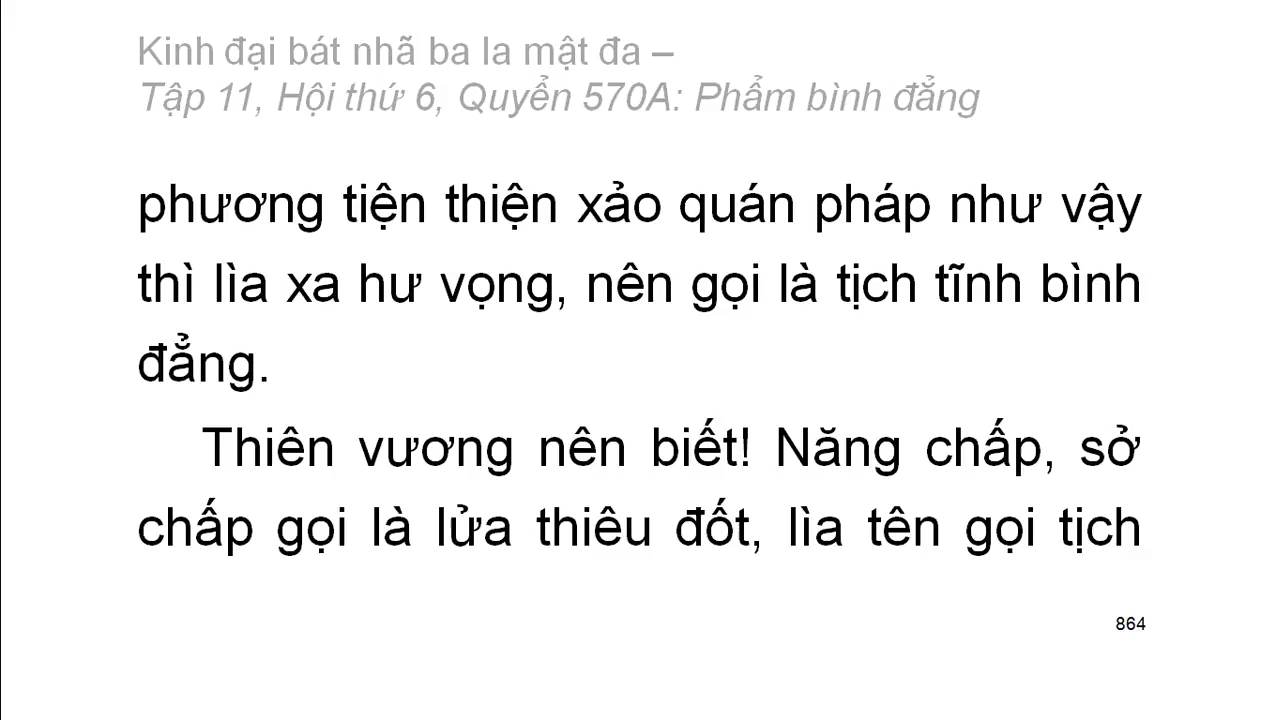 Kinh đại bát nhã ba la mật đa –
Tập 11, Hội thứ 6, Quyển 570A: Phẩm bình đẳng
phương tiện thiện xảo quán pháp như vậy
thì lìa xa hư vọng, nên gọi là tịch tĩnh bình
đẳng.
Thiên vương nên biết! Năng chấp, sở
chấp gọi là lửa thiêu đốt, lìa tên gọi tịch
864